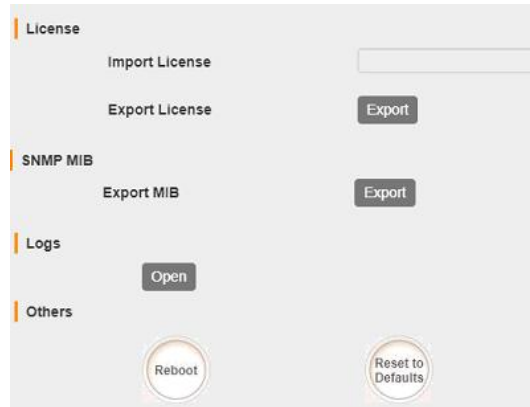 License
Import License
Export License Export
SNMP MIB
Export MIB Export
Logs
Open
Others
Reboot Reset to
Defaults